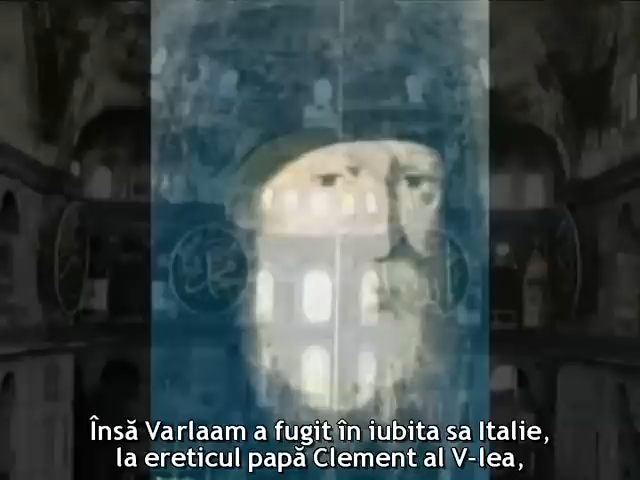 Însă Varlaam a fugit în iubita sa Italie,
la ereticul papă Clement al V-lea,